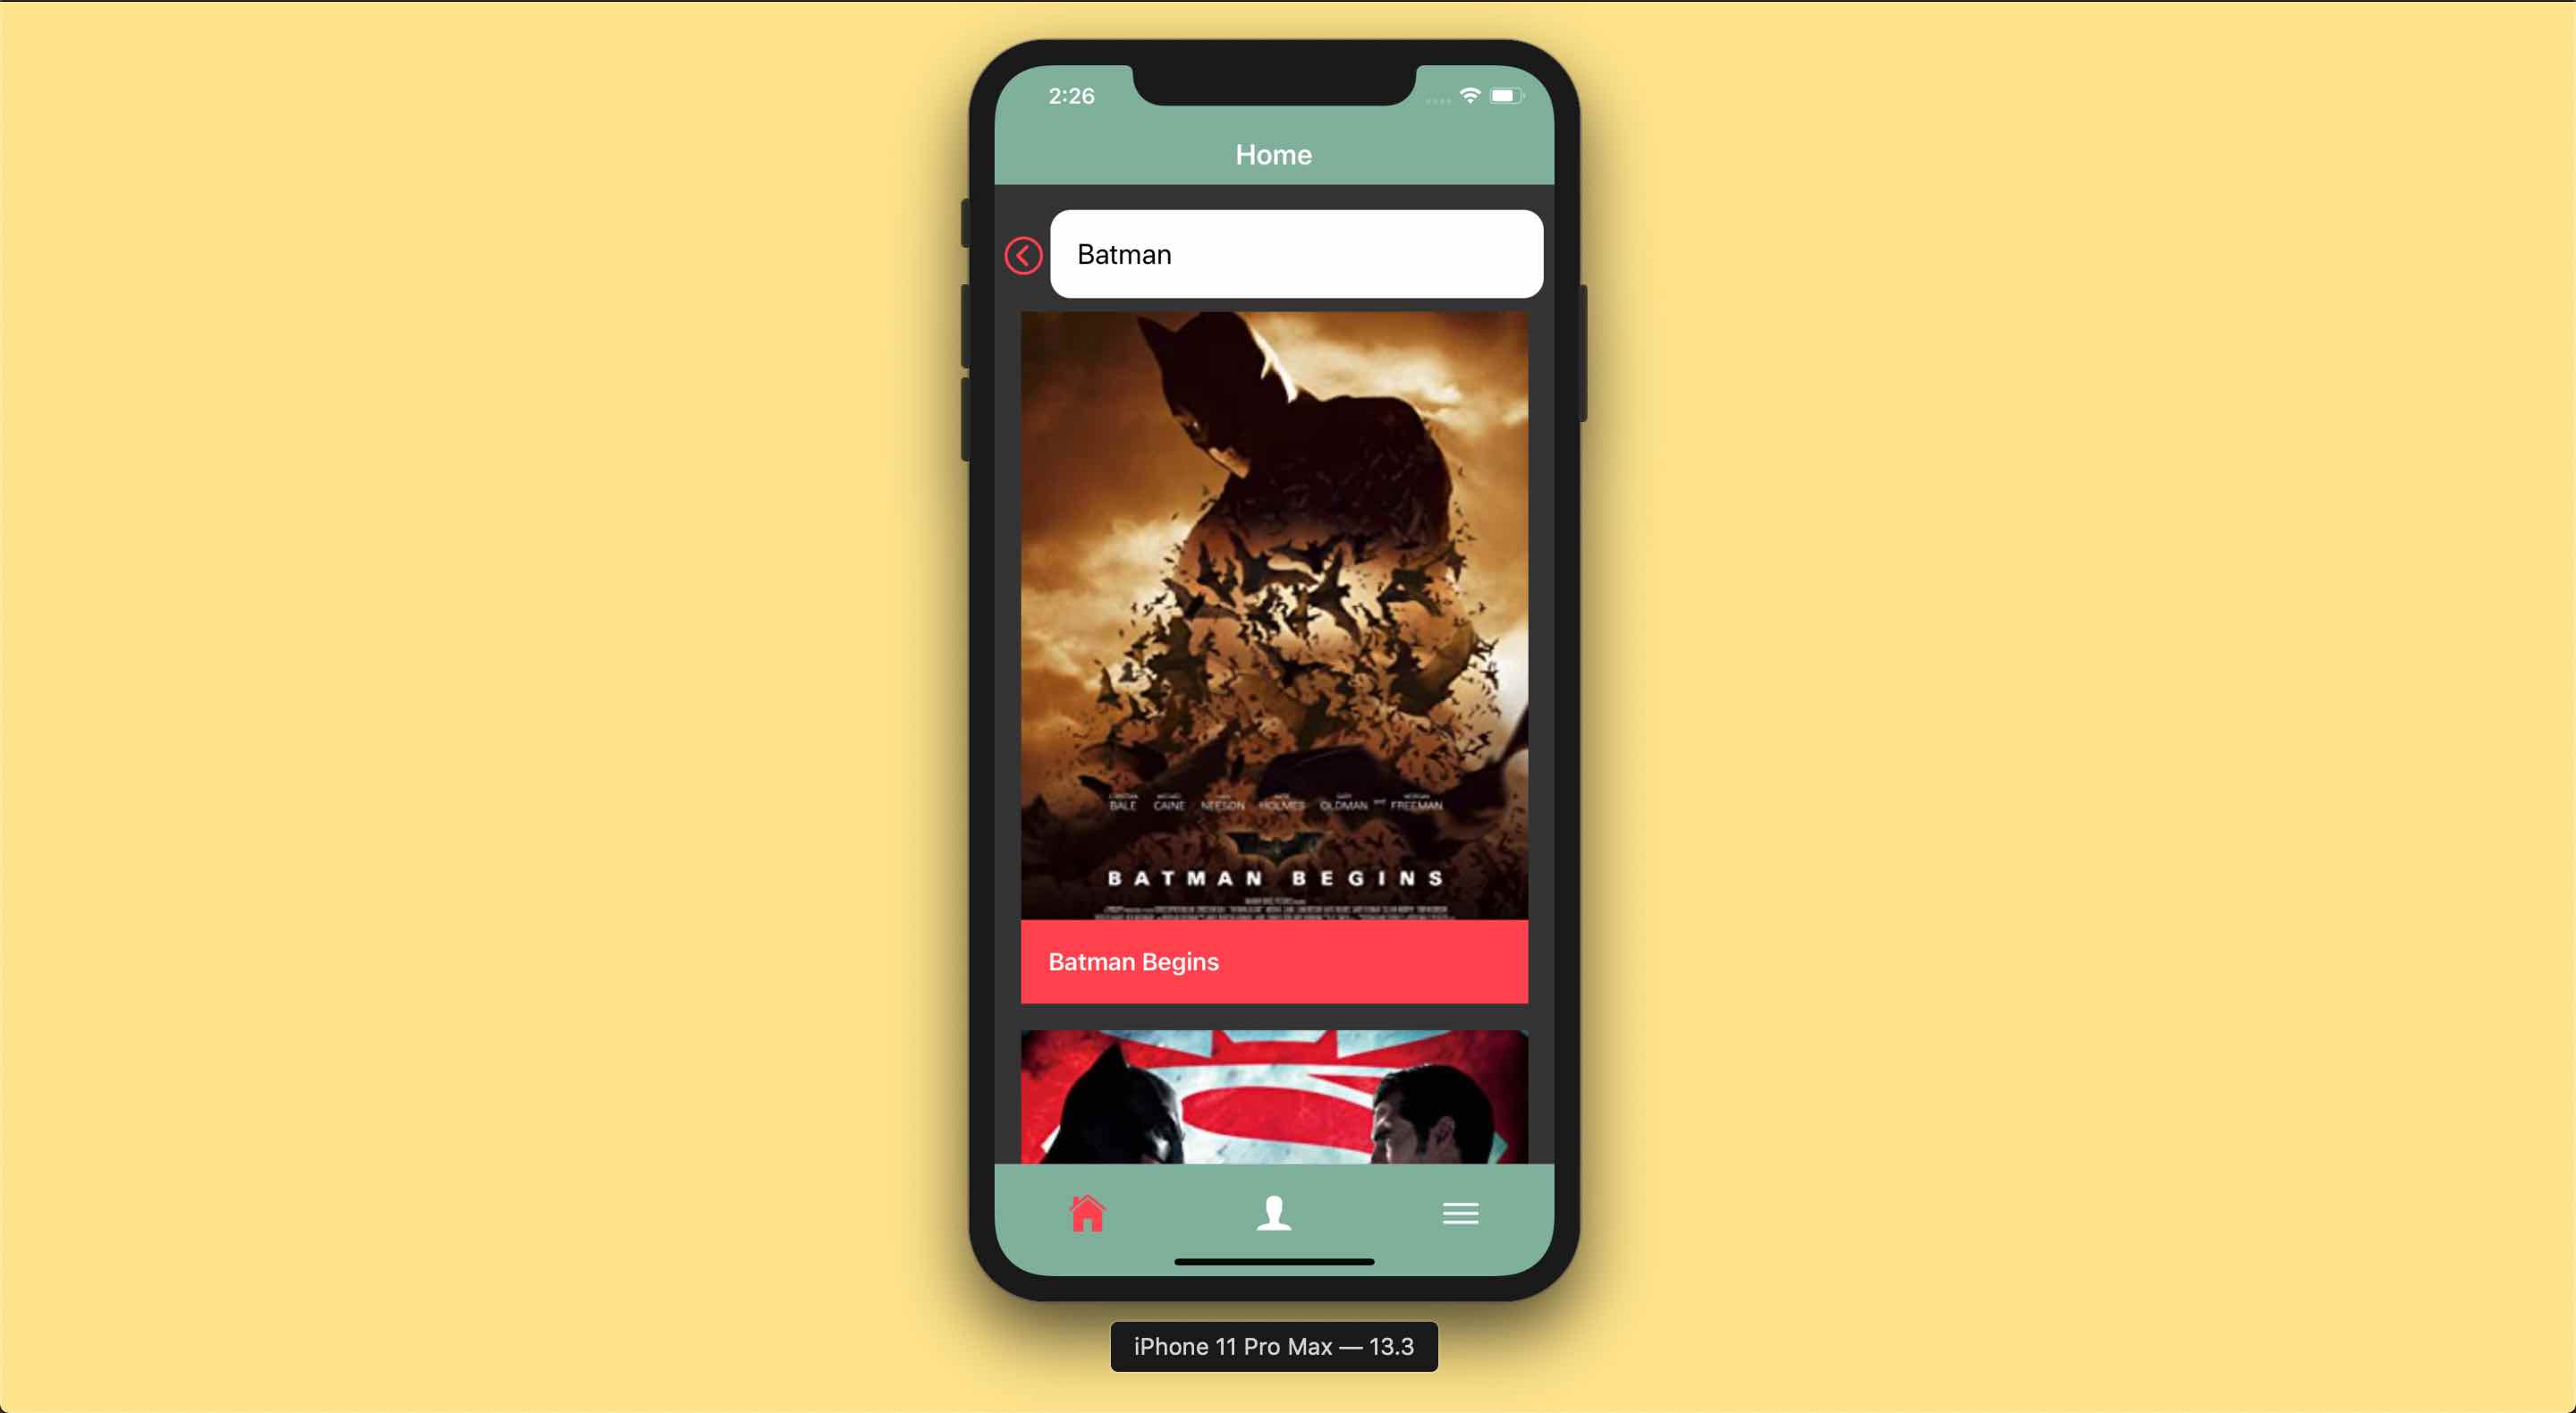 2:26
Home
Batman
BALE CAINE NEESON HOLMES OLDMAN and FREEMAN
BATMAN BEGINS
Batman Begins
iPhone 11 Pro Max — 13.3